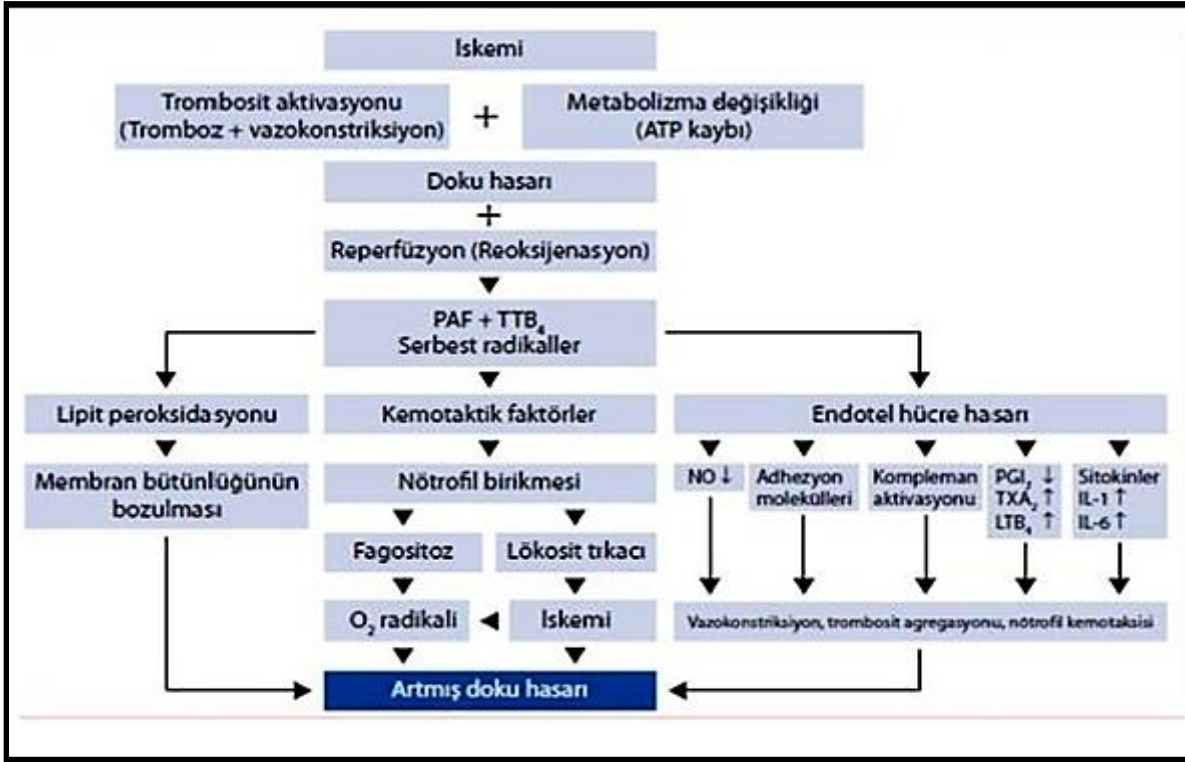 İskemi
Trombosit aktivasyonu
(Tromboz + vazokonstriksiyon)
+
Metabolizma değişikliği
(ATP kaybı)
Doku hasarı
+
Reperfüzyon (Reoksijenasyon)
PAF + TTB₄
Serbest radikaller
Lipit peroksidasyonu
Kemotaktik faktörler
Endotel hücre hasarı
Membran bütünlüğünün
bozulması
Nötrofil birikmesi
NO ↓
Adhezyon
molekülleri
Kompleman
aktivasyonu
PGI₂ ↓
TXA₂ ↑
LTB₄ ↑
Sitokinler
IL-1 ↑
IL-6 ↑
Fagositoz
Lökosit tıkacı
O₂ radikali
İskemi
Vazokonstriksiyon, trombosit agregasyonu, nötrofil kemotaksisi
Artmış doku hasarı